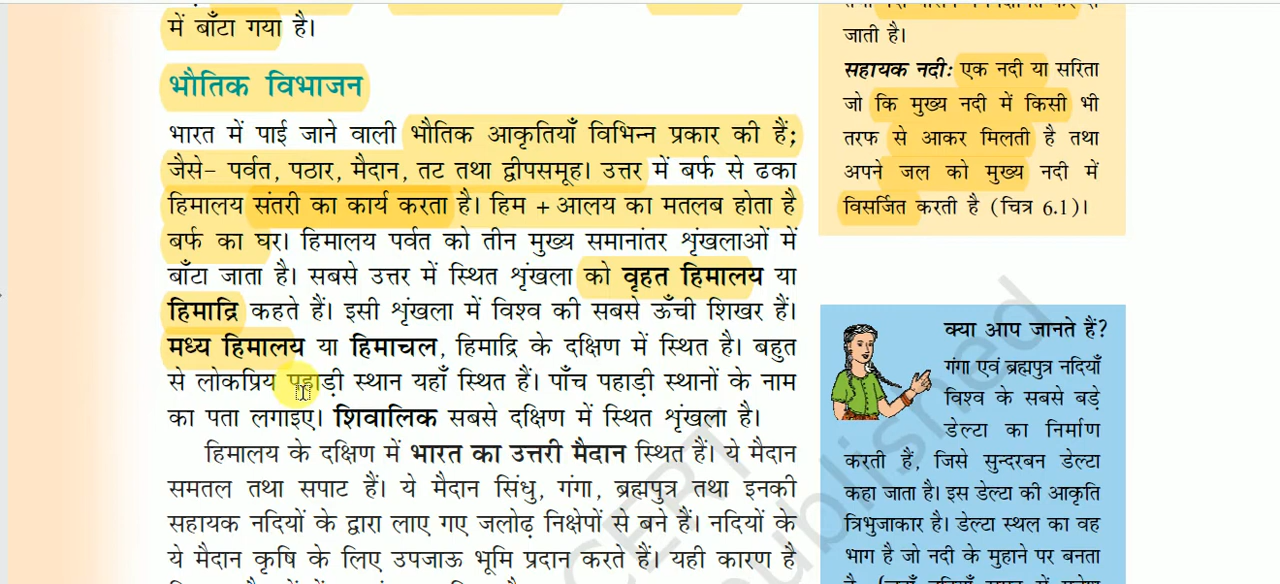 में बाँटा गया है।
भौतिक विभाजन
भारत में पाई जाने वाली भौतिक आकृतियाँ विभिन्न प्रकार की हैं;
जैसे– पर्वत, पठार, मैदान, तट तथा द्वीपसमूह। उत्तर में बर्फ से ढका
हिमालय संतरी का कार्य करता है। हिम + आलय का मतलब होता है
बर्फ का घर। हिमालय पर्वत को तीन मुख्य समानांतर शृंखलाओं में
बाँटा जाता है। सबसे उत्तर में स्थित शृंखला को वृहत हिमालय या
हिमाद्रि कहते हैं। इसी शृंखला में विश्व की सबसे ऊँची शिखर हैं।
मध्य हिमालय या हिमाचल, हिमाद्रि के दक्षिण में स्थित है। बहुत
से लोकप्रिय पहाड़ी स्थान यहाँ स्थित हैं। पाँच पहाड़ी स्थानों के नाम
का पता लगाइए। शिवालिक सबसे दक्षिण में स्थित शृंखला है।
हिमालय के दक्षिण में भारत का उत्तरी मैदान स्थित हैं। ये मैदान
समतल तथा सपाट हैं। ये मैदान सिंधु, गंगा, ब्रह्मपुत्र तथा इनकी
सहायक नदियों के द्वारा लाए गए जलोढ़ निक्षेपों से बने हैं। नदियों के
ये मैदान कृषि के लिए उपजाऊ भूमि प्रदान करते हैं। यही कारण है
जाती है।
सहायक नदी: एक नदी या सरिता
जो कि मुख्य नदी में किसी भी
तरफ से आकर मिलती है तथा
अपने जल को मुख्य नदी में
विसर्जित करती है (चित्र 6.1)।
क्या आप जानते हैं?
गंगा एवं ब्रह्मपुत्र नदियाँ
विश्व के सबसे बड़े
डेल्टा का निर्माण
करती हैं, जिसे सुन्दरबन डेल्टा
कहा जाता है। इस डेल्टा की आकृति
त्रिभुजाकार है। डेल्टा स्थल का वह
भाग है जो नदी के मुहाने पर बनता
CERT
published